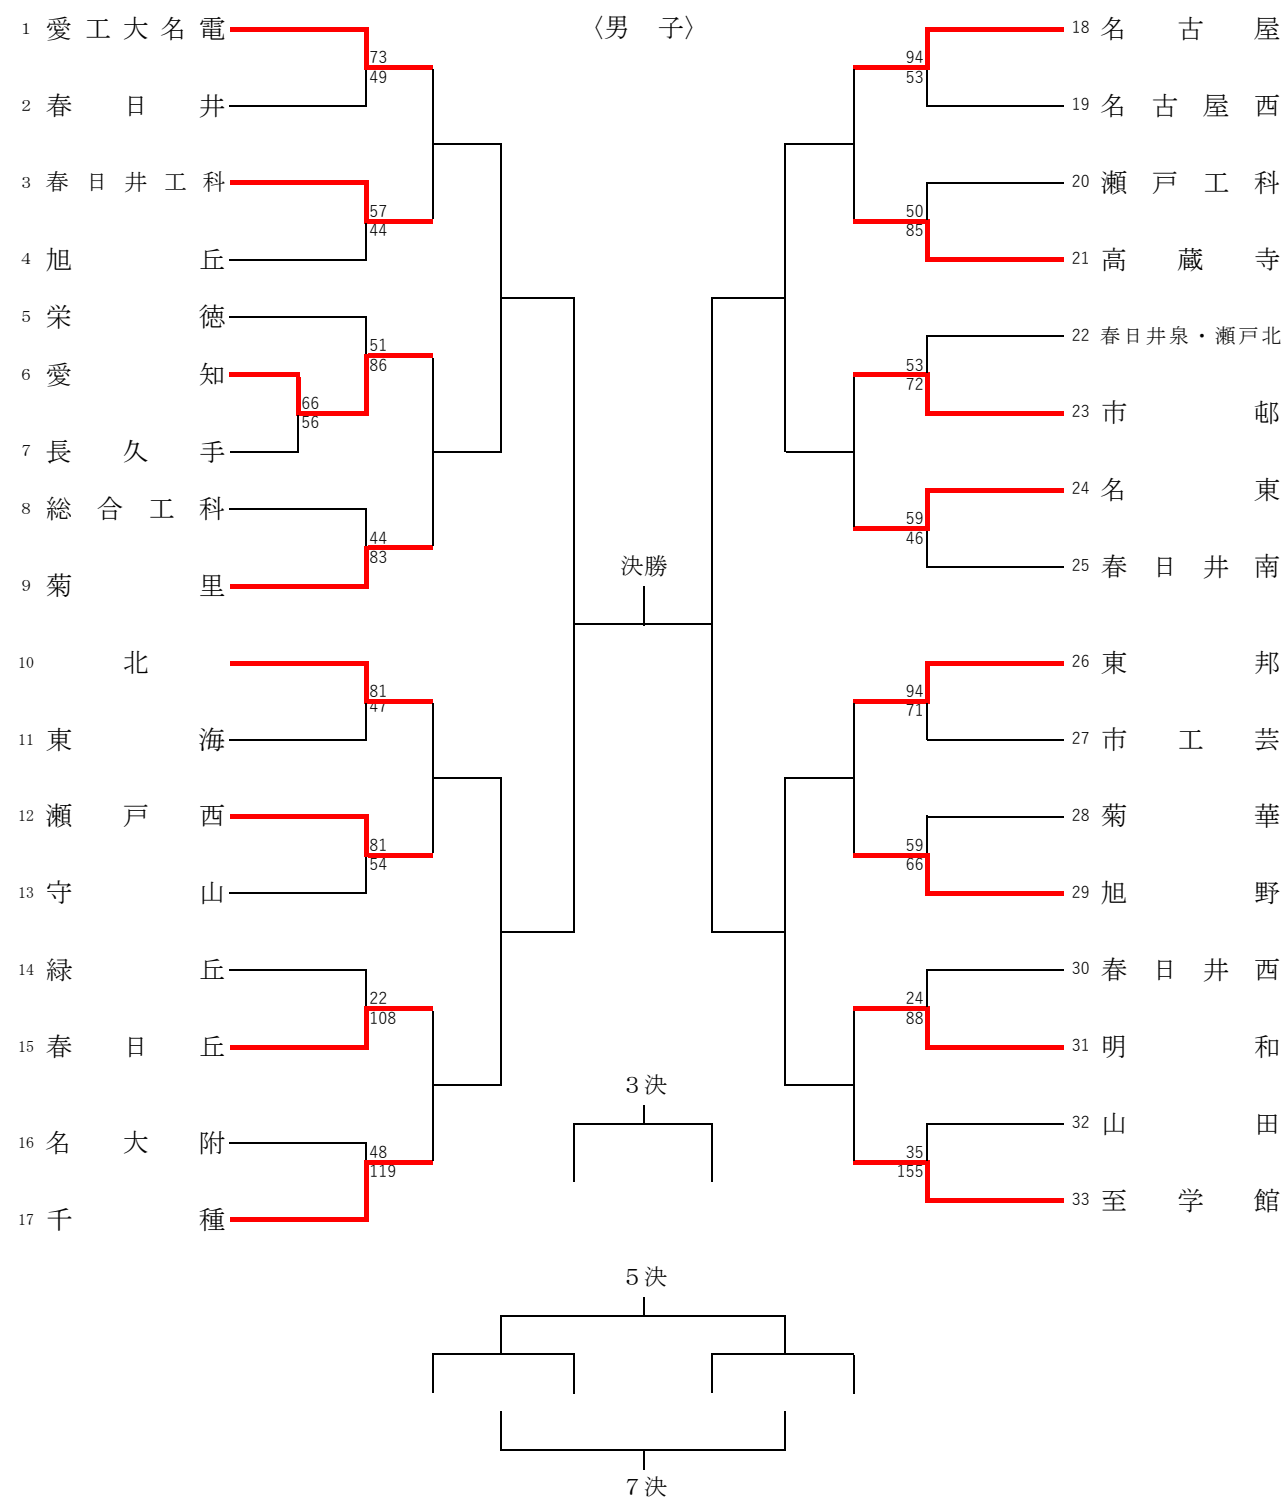 〈男　子〉
1 愛工大名電
73
49
2 春日井
3 春日井工科
57
44
4 旭丘
5 栄徳
51
86
6 愛知
66
56
7 長久手
8 総合工科
44
83
9 菊里
10 北
81
47
11 東海
12 瀬戸西
81
54
13 守山
14 緑丘
22
108
15 春日丘
16 名大附
48
119
17 千種
決勝
18 名古屋
94
53
19 名古屋西
20 瀬戸工科
50
85
21 高蔵寺
22 春日井泉・瀬戸北
53
72
23 市邨
24 名東
59
46
25 春日井南
26 東邦
94
71
27 市工芸
28 菊華
59
66
29 旭野
30 春日井西
24
88
31 明和
32 山田
35
155
33 至学館
３決
５決
７決